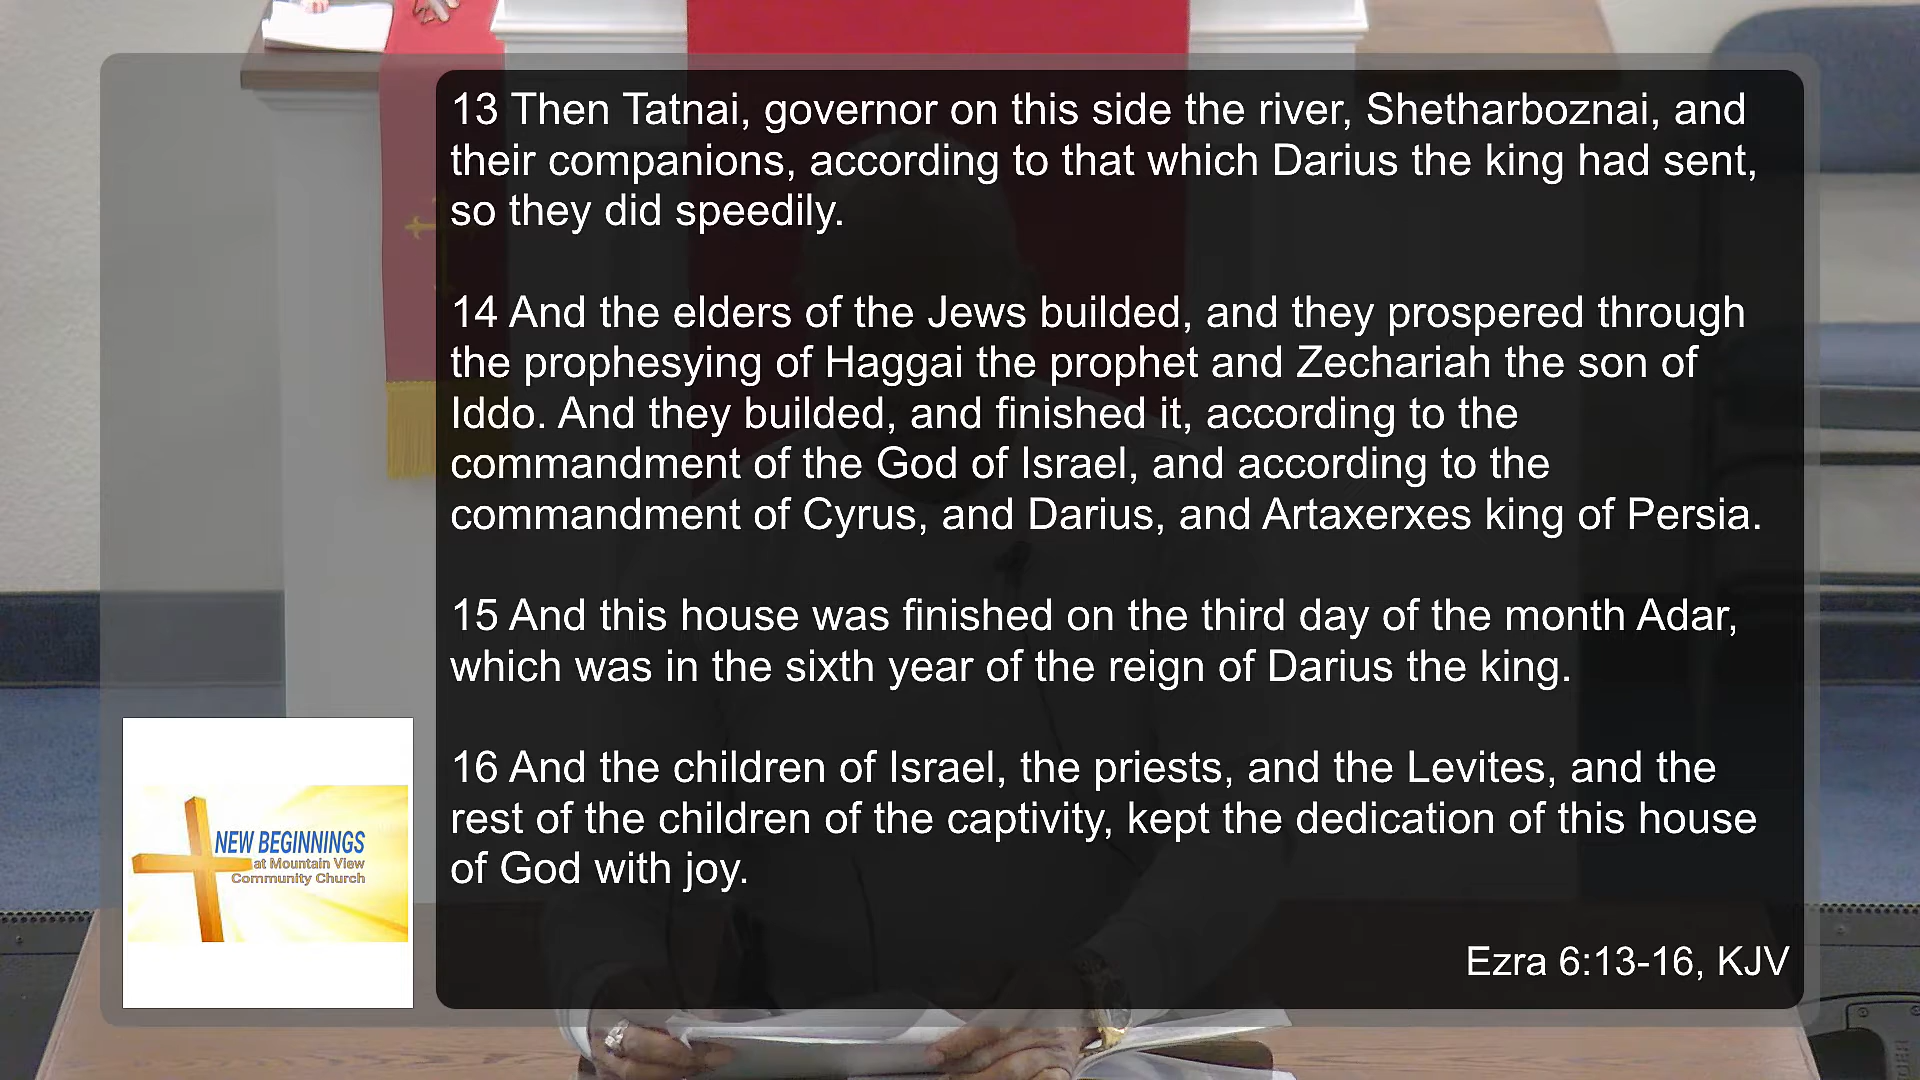 13 Then Tatnai, governor on this side the river, Shetharboznai, and
their companions, according to that which Darius the king had sent,
so they did speedily.
14 And the elders of the Jews builded, and they prospered through
the prophesying of Haggai the prophet and Zechariah the son of
Iddo. And they builded, and finished it, according to the
commandment of the God of Israel, and according to the
commandment of Cyrus, and Darius, and Artaxerxes king of Persia.
15 And this house was finished on the third day of the month Adar,
which was in the sixth year of the reign of Darius the king.
16 And the children of Israel, the priests, and the Levites, and the
rest of the children of the captivity, kept the dedication of this house
of God with joy.
Ezra 6:13-16, KJV
NEW BEGINNINGS
at Mountain View
Community Church